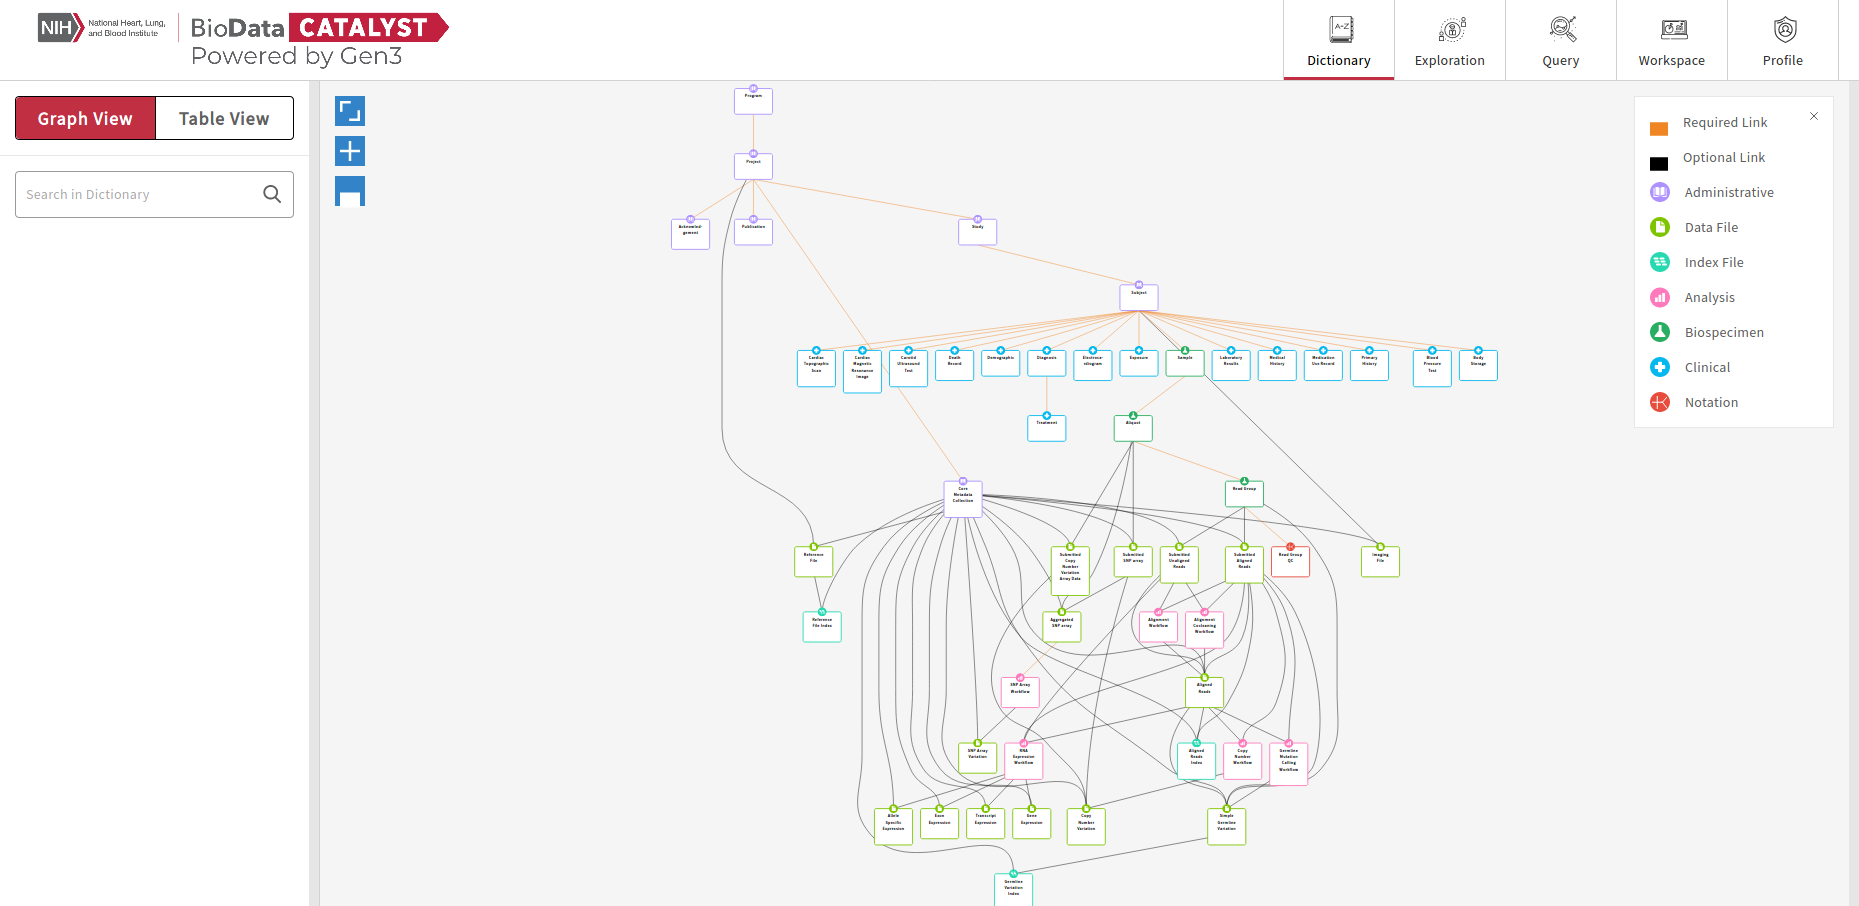 NIH National Heart, Lung, and Blood Institute
BioData CATALYST
Powered by Gen3
Dictionary
Exploration
Query
Workspace
Profile
Graph View
Table View
Search in Dictionary
Required Link
Optional Link
Administrative
Data File
Index File
Analysis
Biospecimen
Clinical
Notation
Program
Project
Acknowled-
gement
Publication
Study
Subject
Cardiac
Topographic
Scan
Cardiac
Magnetic
Resonance
Image
Carotid
Ultrasound
Test
Death
Record
Demographic
Diagnosis
Electrocar-
diogram
Exposure
Sample
Laboratory
Results
Medical
History
Medication
Use Record
Primary
History
Blood
Pressure
Test
Body
Storage
Treatment
Aliquot
Core
Metadata
Collection
Read Group
Reference
File
Submitted
Copy
Number
Variation
Array Data
Submitted
SNP array
Submitted
Unaligned
Reads
Submitted
Aligned
Reads
Read Group
QC
Imaging
File
Reference
File Index
Aggregated
SNP array
Alignment
Workflow
Alignment
Cocleaning
Workflow
SNP Array
Workflow
Aligned
Reads
SNP Array
Variation
RNA
Expression
Workflow
Aligned
Reads
Index
Copy
Number
Workflow
Germline
Mutation
Calling
Workflow
Allele
Specific
Expression
Exon
Expression
Transcript
Expression
Gene
Expression
Copy
Number
Variation
Simple
Germline
Variation
Germline
Variation
Index